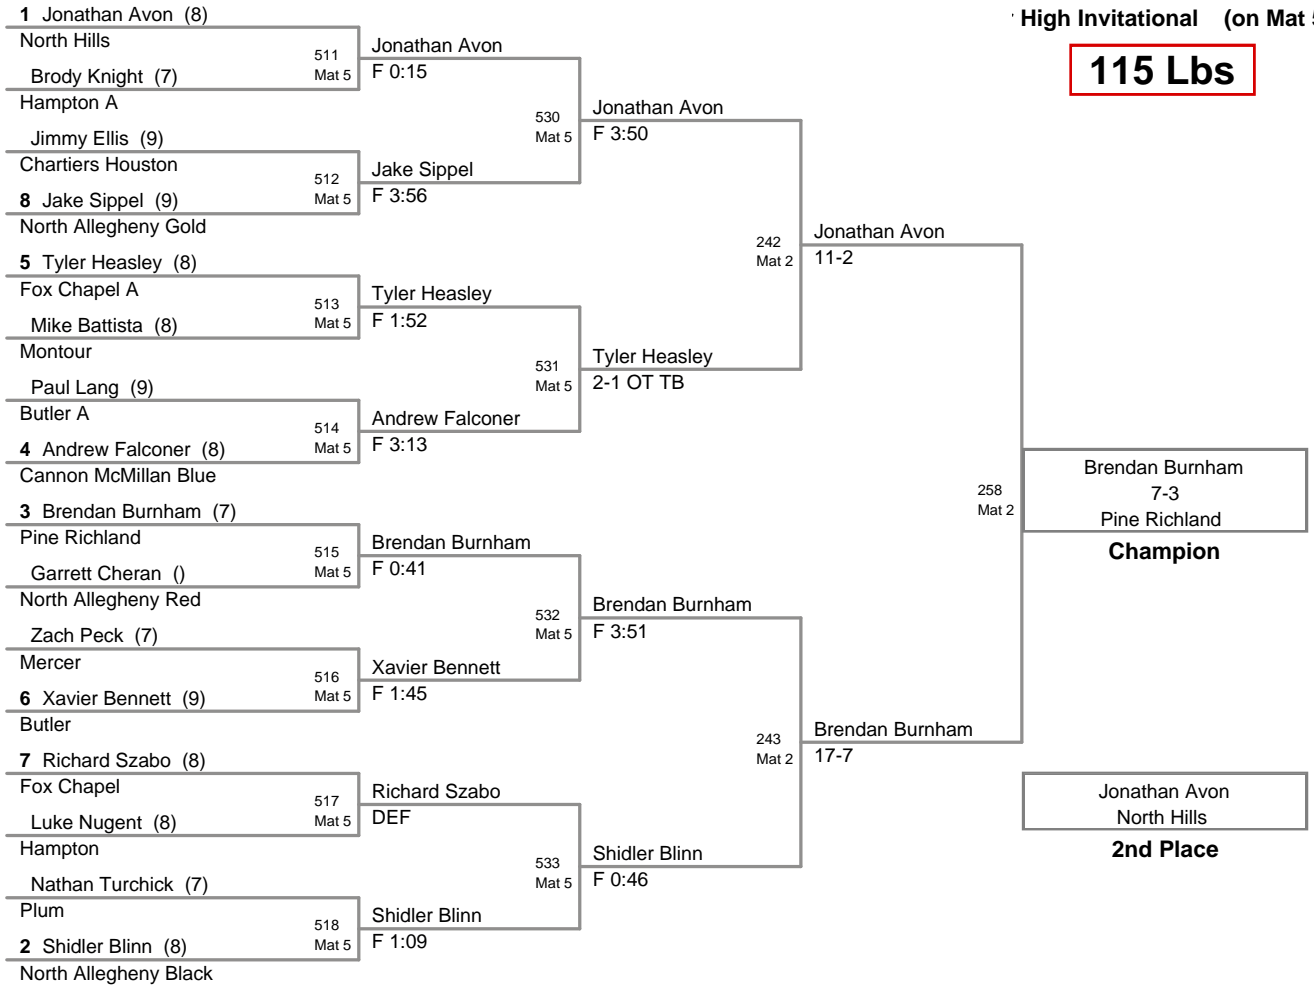 High Invitational (on Mat
115 Lbs
1 Jonathan Avon (8)
North Hills
Brody Knight (7)
Hampton A
Jimmy Ellis (9)
Chartiers Houston
8 Jake Sippel (9)
North Allegheny Gold
5 Tyler Heasley (8)
Fox Chapel A
Mike Battista (8)
Montour
Paul Lang (9)
Butler A
4 Andrew Falconer (8)
Cannon McMillan Blue
3 Brendan Burnham (7)
Pine Richland
Garrett Cheran ()
North Allegheny Red
Zach Peck (7)
Mercer
6 Xavier Bennett (9)
Butler
7 Richard Szabo (8)
Fox Chapel
Luke Nugent (8)
Hampton
Nathan Turchick (7)
Plum
2 Shidler Blinn (8)
North Allegheny Black
511
Mat 5
Jonathan Avon
F 0:15
512
Mat 5
Jake Sippel
F 3:56
513
Mat 5
Tyler Heasley
F 1:52
514
Mat 5
Andrew Falconer
F 3:13
515
Mat 5
Brendan Burnham
F 0:41
516
Mat 5
Xavier Bennett
F 1:45
517
Mat 5
Richard Szabo
DEF
518
Mat 5
Shidler Blinn
F 1:09
530
Mat 5
Jonathan Avon
F 3:50
531
Mat 5
Tyler Heasley
2-1 OT TB
532
Mat 5
Brendan Burnham
F 3:51
533
Mat 5
Shidler Blinn
F 0:46
242
Mat 2
Jonathan Avon
11-2
243
Mat 2
Brendan Burnham
17-7
258
Mat 2
Brendan Burnham
7-3
Pine Richland
Champion
Jonathan Avon
North Hills
2nd Place